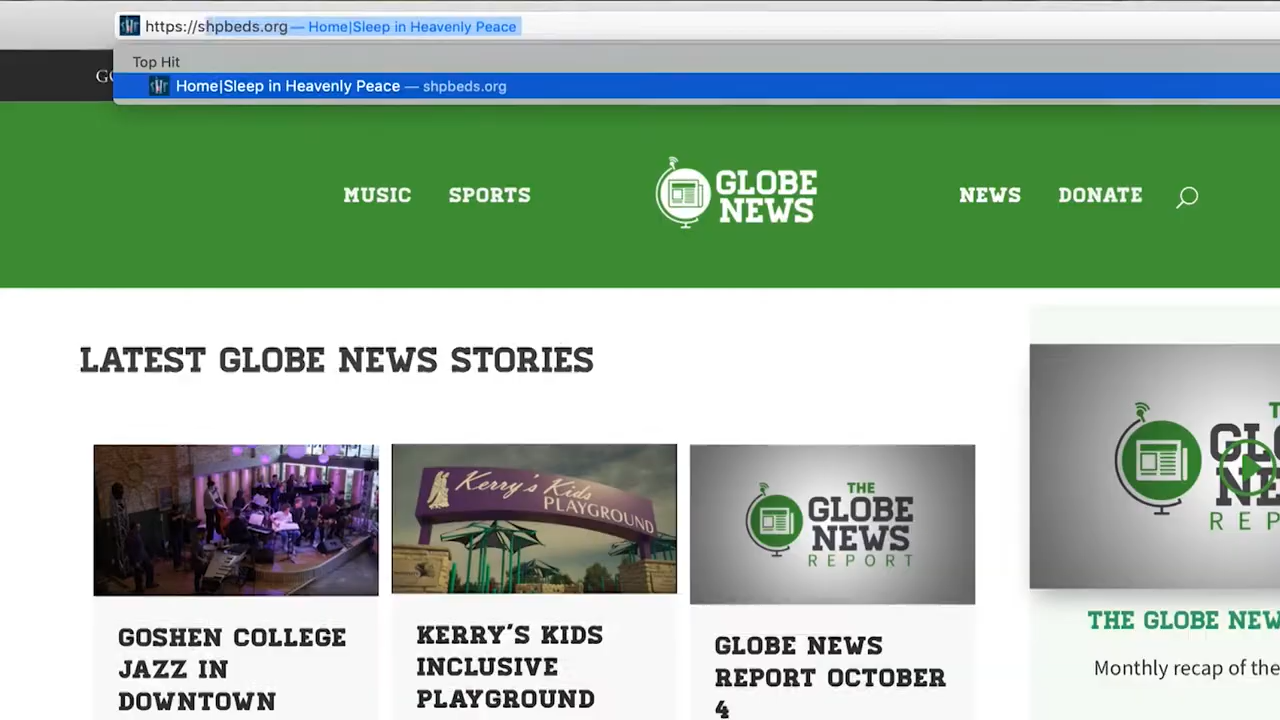 https://shpbeds.org — Home|Sleep in Heavenly Peace
Top Hit
Home|Sleep in Heavenly Peace — shpbeds.org
MUSIC SPORTS GLOBE NEWS NEWS DONATE
LATEST GLOBE NEWS STORIES
Kerry's Kids
PLAYGROUND
THE
GLOBE
NEWS
REPORT
GOSHEN COLLEGE
JAZZ IN
DOWNTOWN
KERRY'S KIDS
INCLUSIVE
PLAYGROUND
GLOBE NEWS
REPORT OCTOBER
4
THE GLOBE NEW
Monthly recap of the